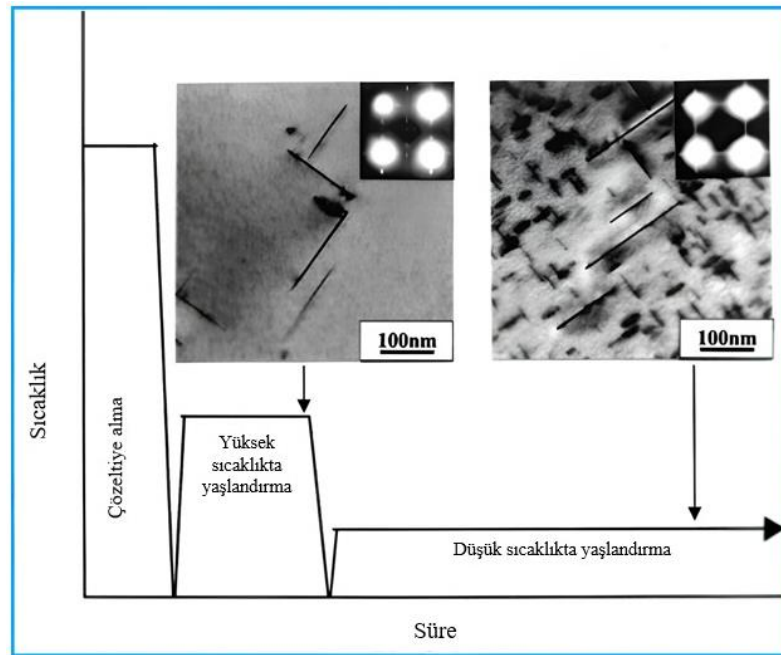 Sıcaklık
100nm
100nm
Çözeltiye alma
Yüksek
sıcaklıkta
yaşlandırma
Düşük sıcaklıkta yaşlandırma
Süre